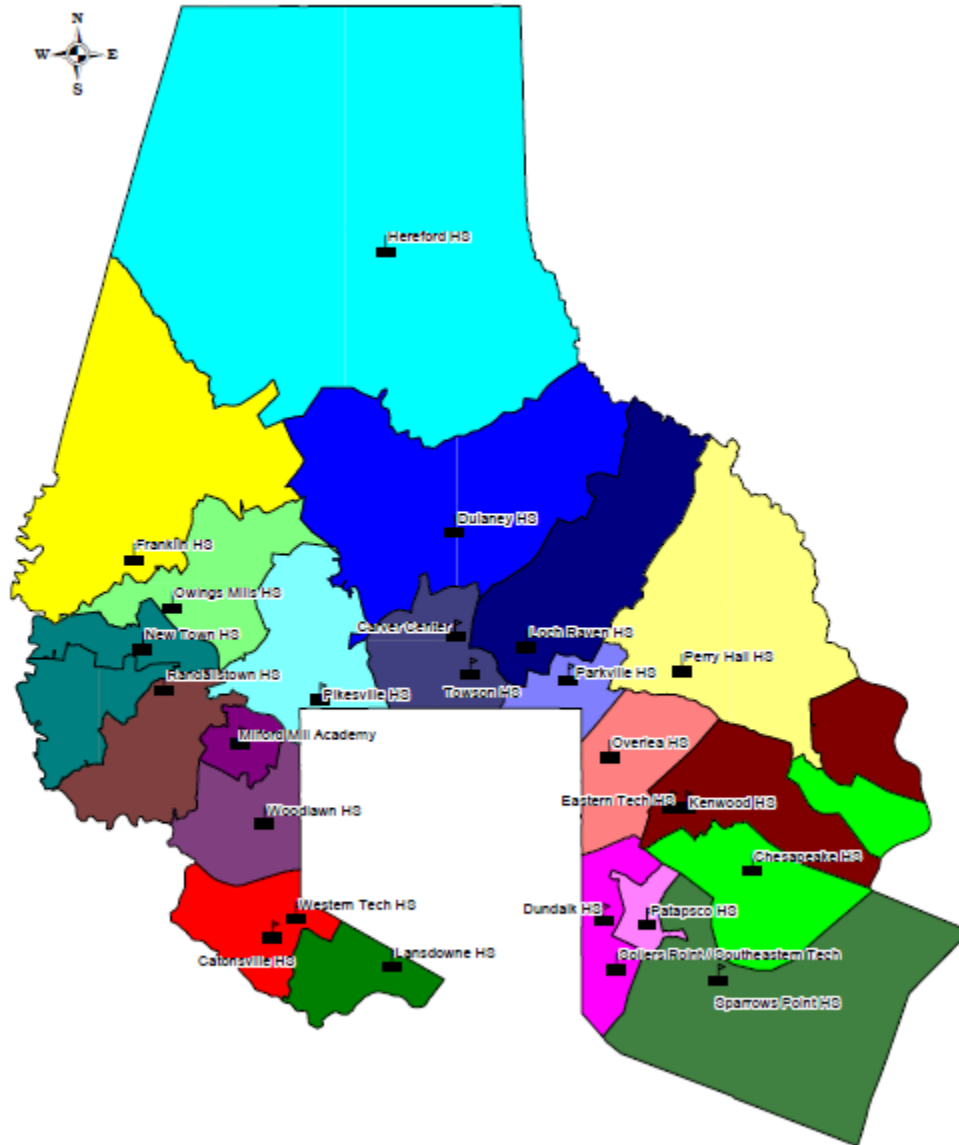 N
W E
S
Hereford HS
Dulaney HS
Franklin HS
Owings Mills HS
New Town HS
Carver Center
Loch Raven HS
Randallstown HS
Pikesville HS
Towson HS
Parkville HS
Perry Hall HS
Milford Mill Academy
Overlea HS
Eastern Tech HS
Kenwood HS
Woodlawn HS
Chesapeake HS
Western Tech HS
Dundalk HS
Patapsco HS
Catonsville HS
Lansdowne HS
Sollers Point / Southeastern Tech
Sparrows Point HS